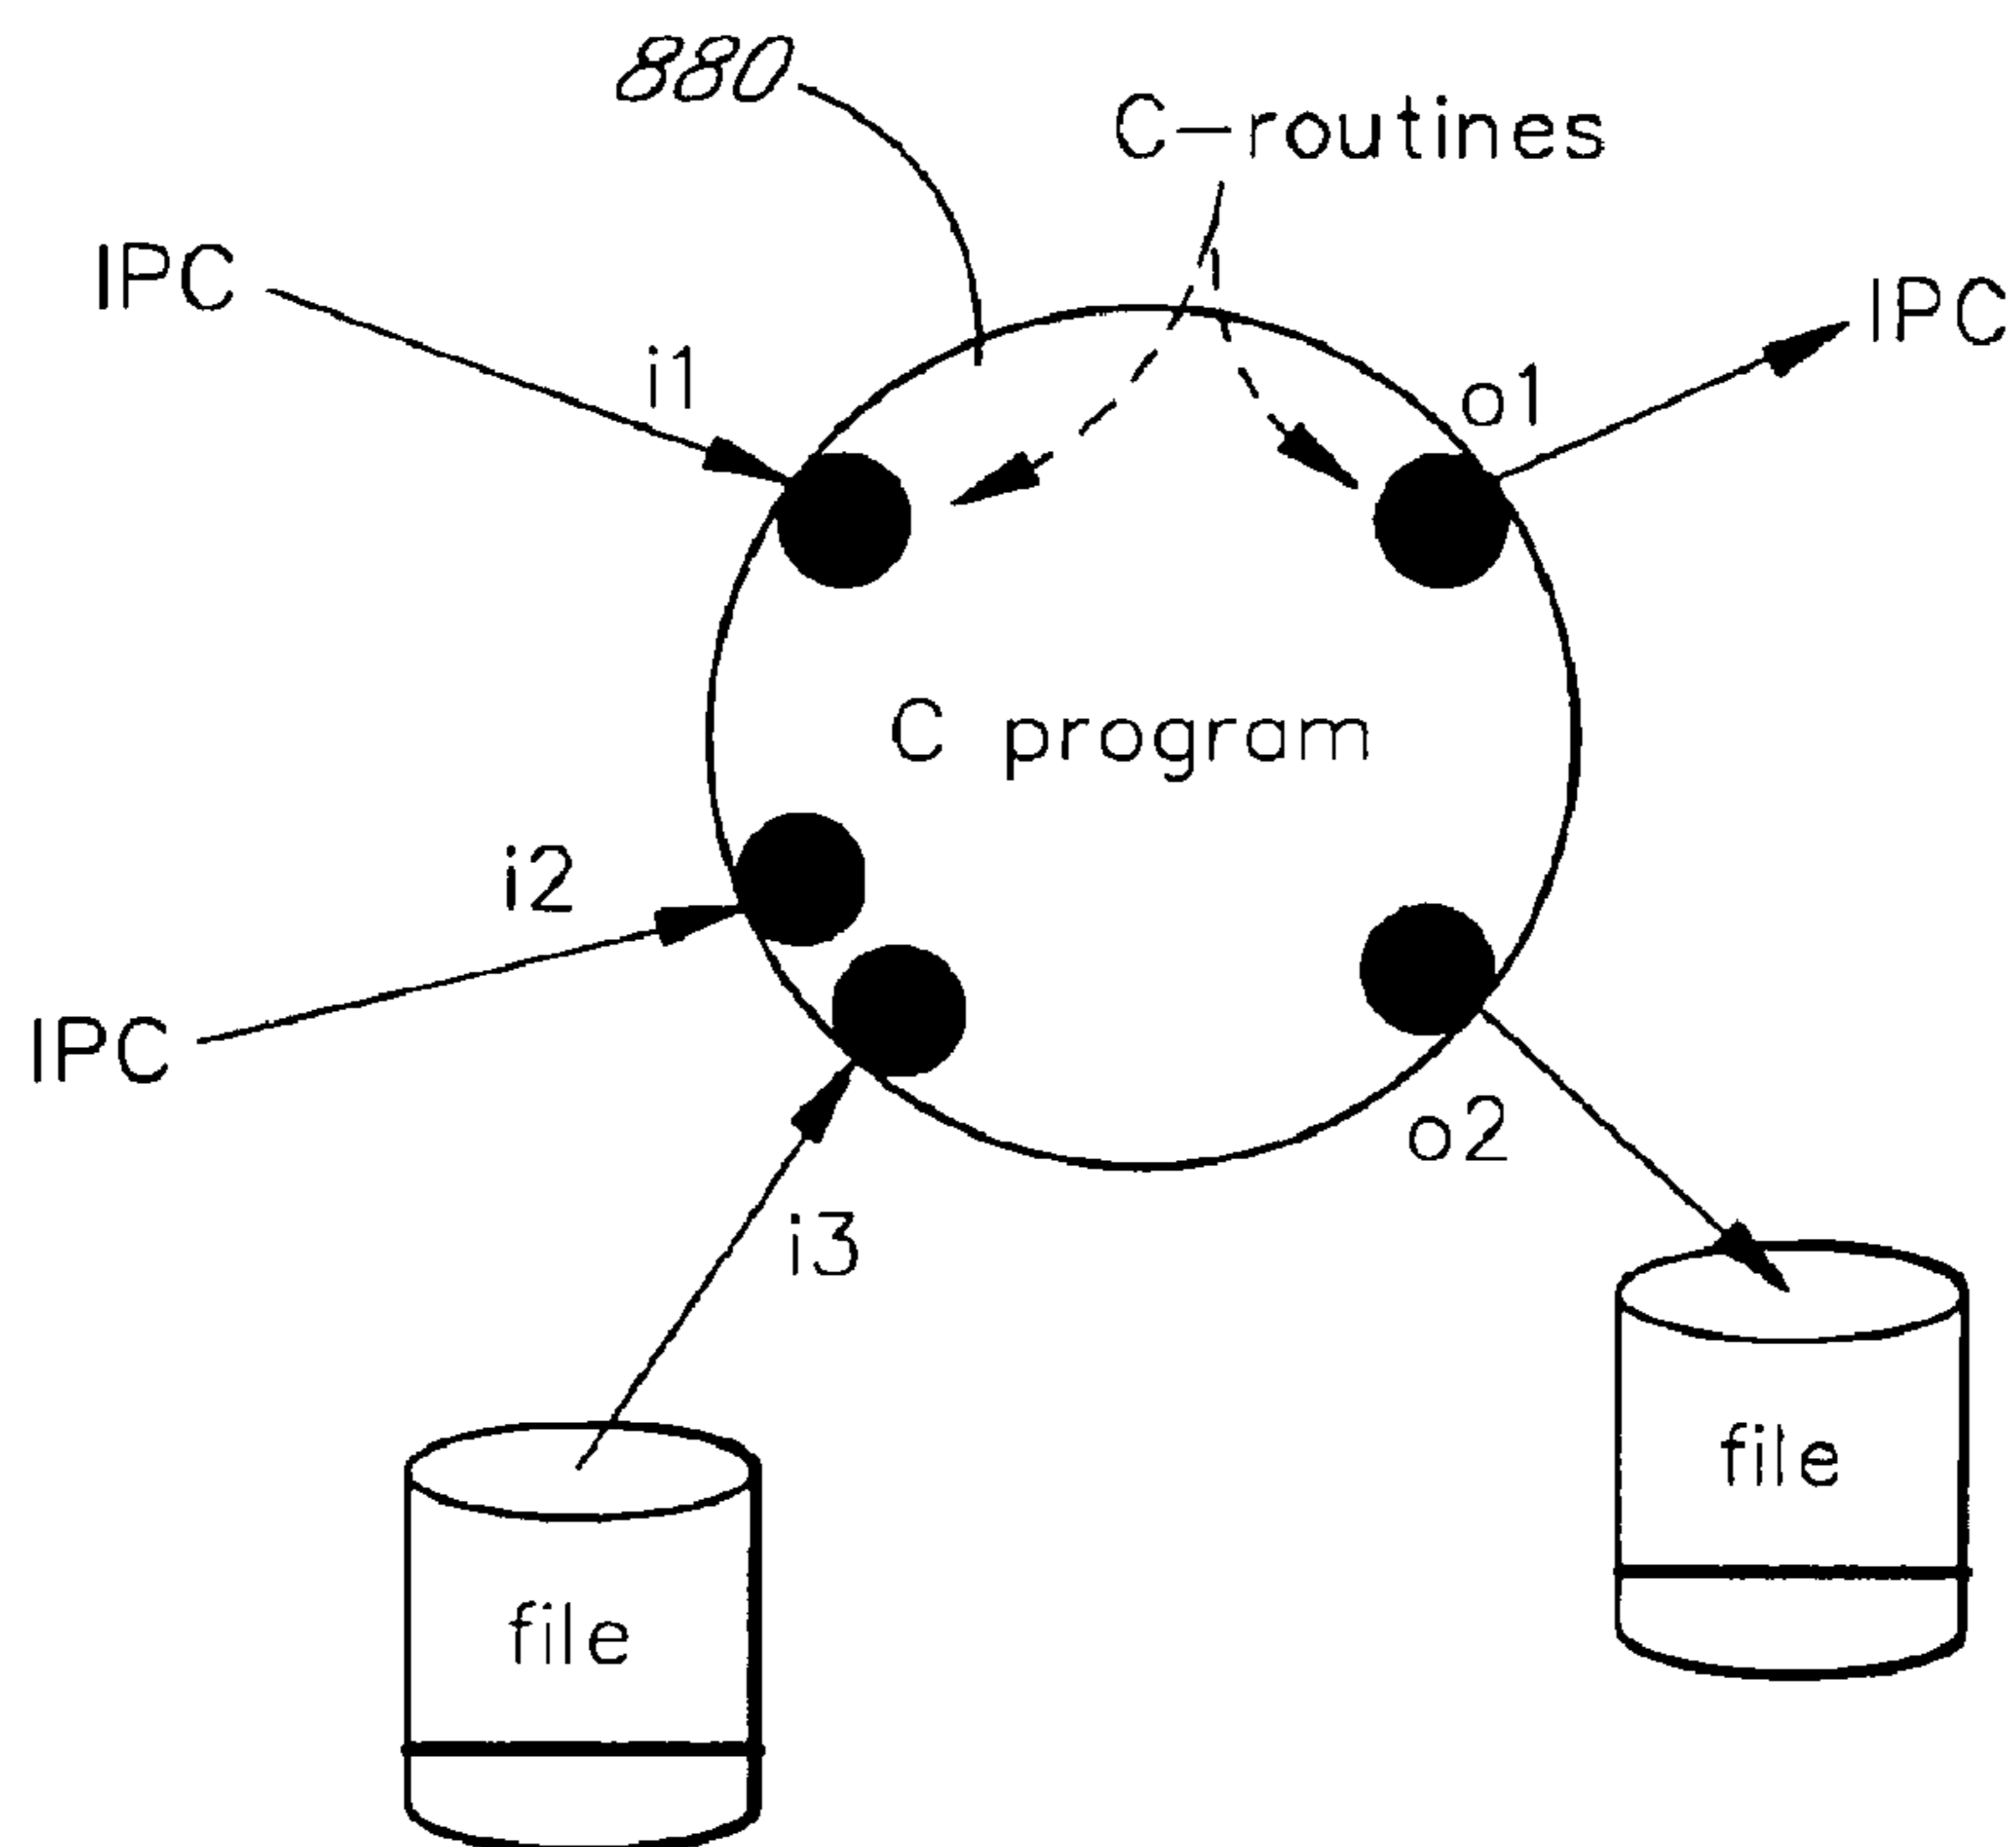 880
C-routines
IPC
IPC
i1
o1
C program
i2
IPC
o2
i3
file
file